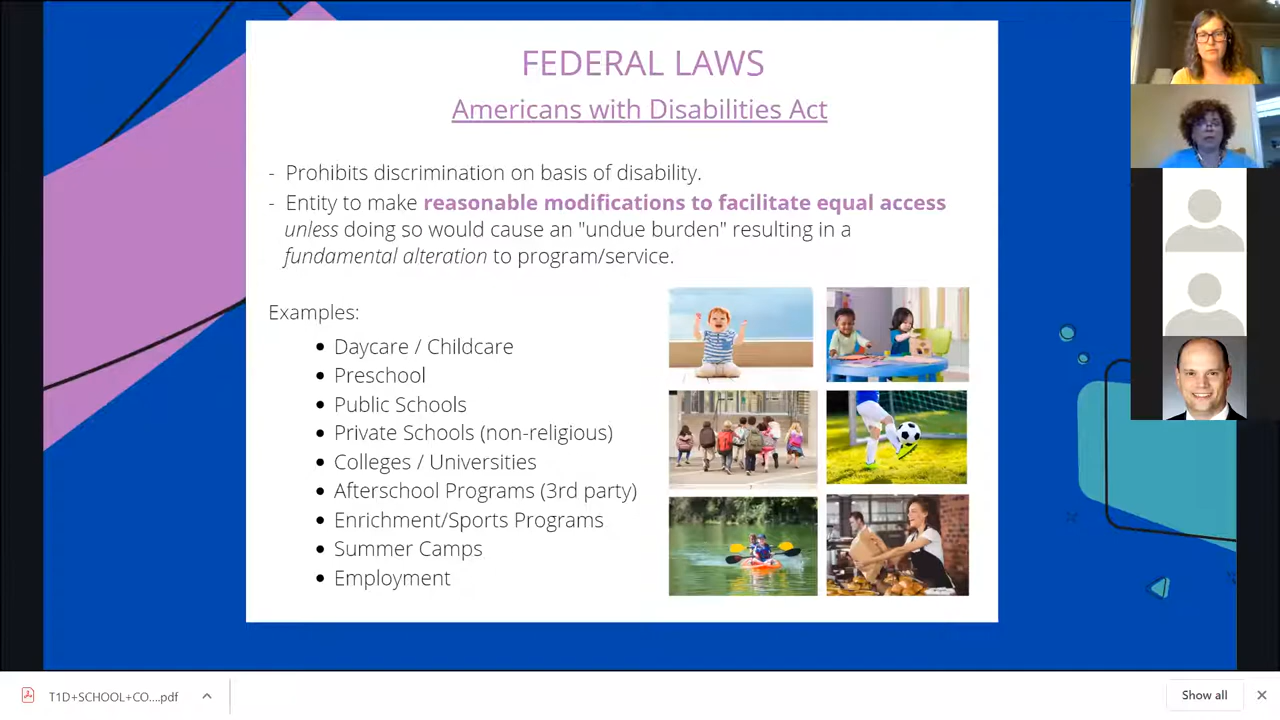 FEDERAL LAWS
Americans with Disabilities Act
- Prohibits discrimination on basis of disability.
- Entity to make reasonable modifications to facilitate equal access
unless doing so would cause an "undue burden" resulting in a
fundamental alteration to program/service.
Examples:
• Daycare / Childcare
• Preschool
• Public Schools
• Private Schools (non-religious)
• Colleges / Universities
• Afterschool Programs (3rd party)
• Enrichment/Sports Programs
• Summer Camps
• Employment
T1D+SCHOOL+CO....pdf
Show all